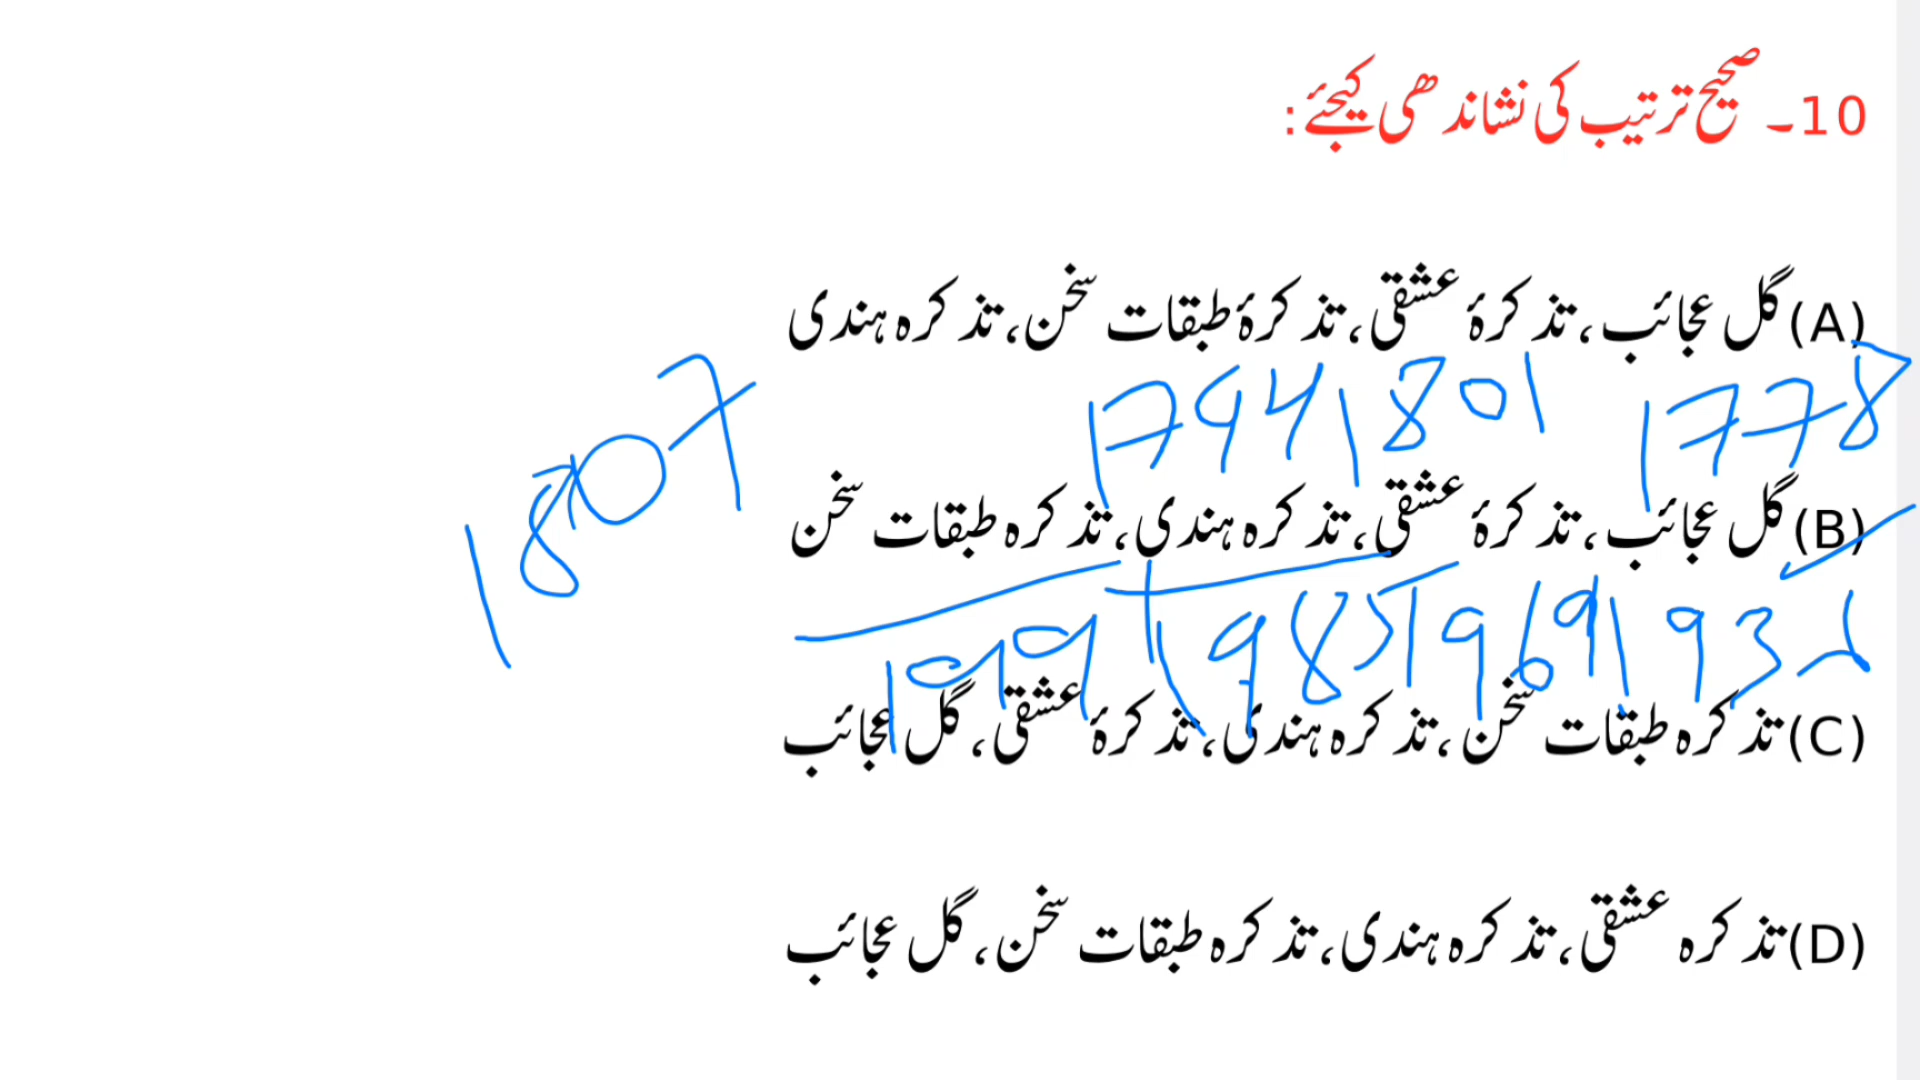 10۔ صحیح ترتیب کی نشاندھی کیجئے:
(A) گل عجائب، تذکرۂ عشقی، تذکرۂ طبقات سخن، تذکرہ ہندی
1807 1794 1801 1778
(B) گل عجائب، تذکرۂ عشقی، تذکرہ ہندی، تذکرہ طبقات سخن
1985 1969
(C) تذکرہ طبقات سخن، تذکرہ ہندی، تذکرۂ عشقی، گل عجائب
(D) تذکرہ عشقی، تذکرہ ہندی، تذکرہ طبقات سخن، گل عجائب